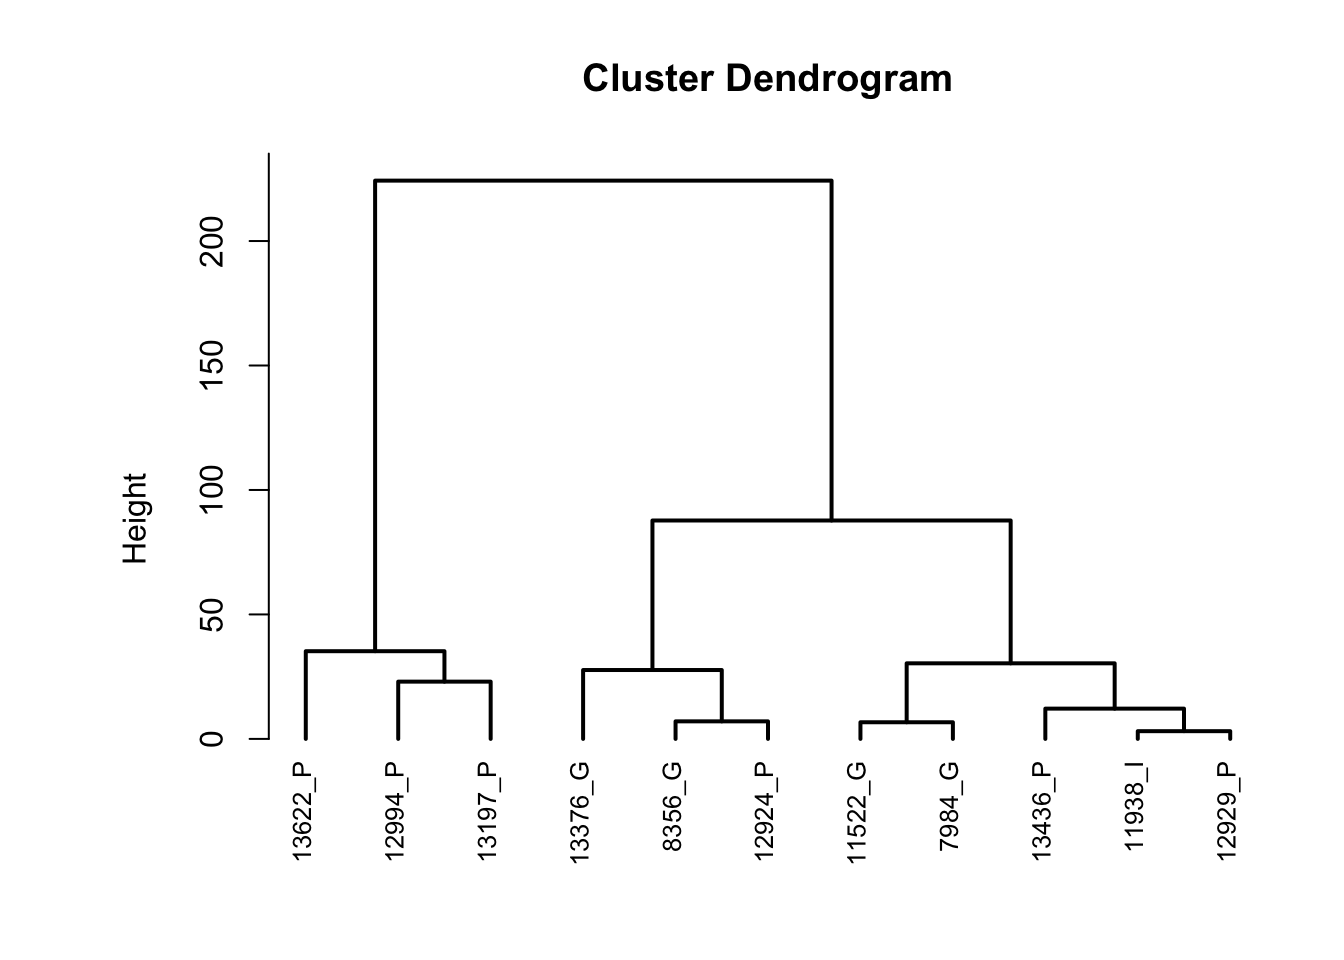 Cluster Dendrogram
Height
200
150
100
50
0
13622_P
12994_P
13197_P
13376_G
8356_G
12924_P
11522_G
7984_G
13436_P
11938_I
12929_P